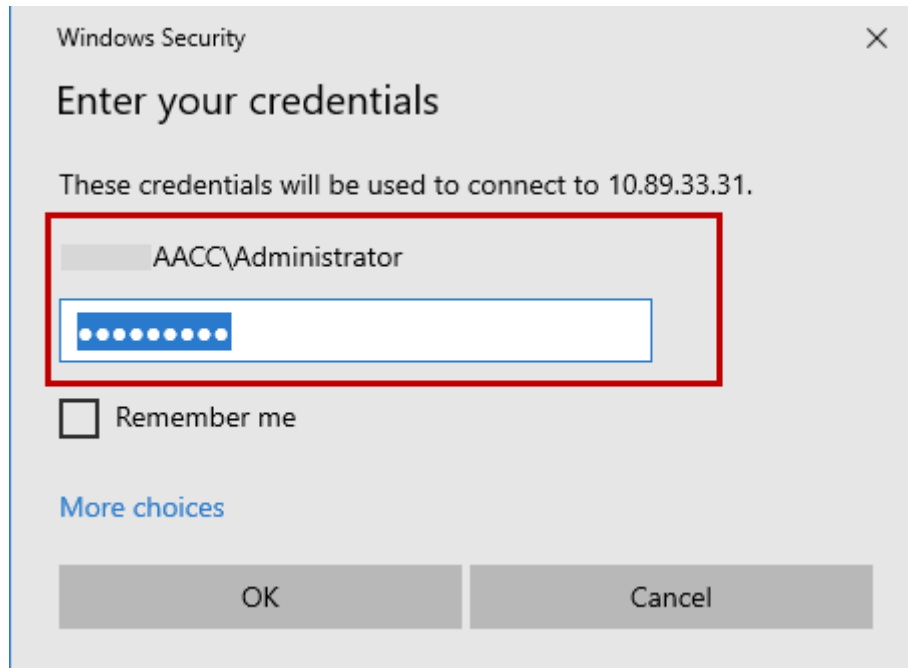 Windows Security
Enter your credentials
These credentials will be used to connect to 10.89.33.31.
AACC\Administrator
●●●●●●●●●
Remember me
More choices
OK
Cancel